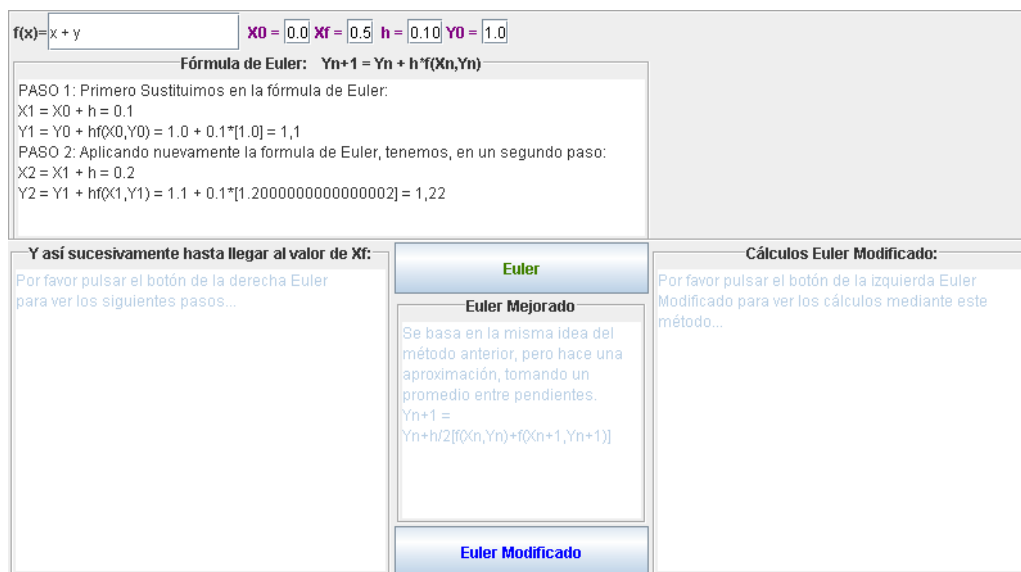 f(x)= x + y X0 = 0.0 Xf = 0.5 h = 0.10 Y0 = 1.0
Fórmula de Euler: Yn+1 = Yn + h*f(Xn,Yn)
PASO 1: Primero Sustituimos en la fórmula de Euler:
X1 = X0 + h = 0.1
Y1 = Y0 + hf(X0,Y0) = 1.0 + 0.1*[1.0] = 1,1
PASO 2: Aplicando nuevamente la formula de Euler, tenemos, en un segundo paso:
X2 = X1 + h = 0.2
Y2 = Y1 + hf(X1,Y1) = 1.1 + 0.1*[1.2000000000000002] = 1,22
Y así sucesivamente hasta llegar al valor de Xf:
Por favor pulsar el botón de la derecha Euler
para ver los siguientes pasos...
Euler
Euler Mejorado
Se basa en la misma idea del
método anterior, pero hace una
aproximación, tomando un
promedio entre pendientes.
Yn+1 =
Yn+h/2[f(Xn,Yn)+f(Xn+1,Yn+1)]
Euler Modificado
Cálculos Euler Modificado:
Por favor pulsar el botón de la izquierda Euler
Modificado para ver los cálculos mediante este
método...